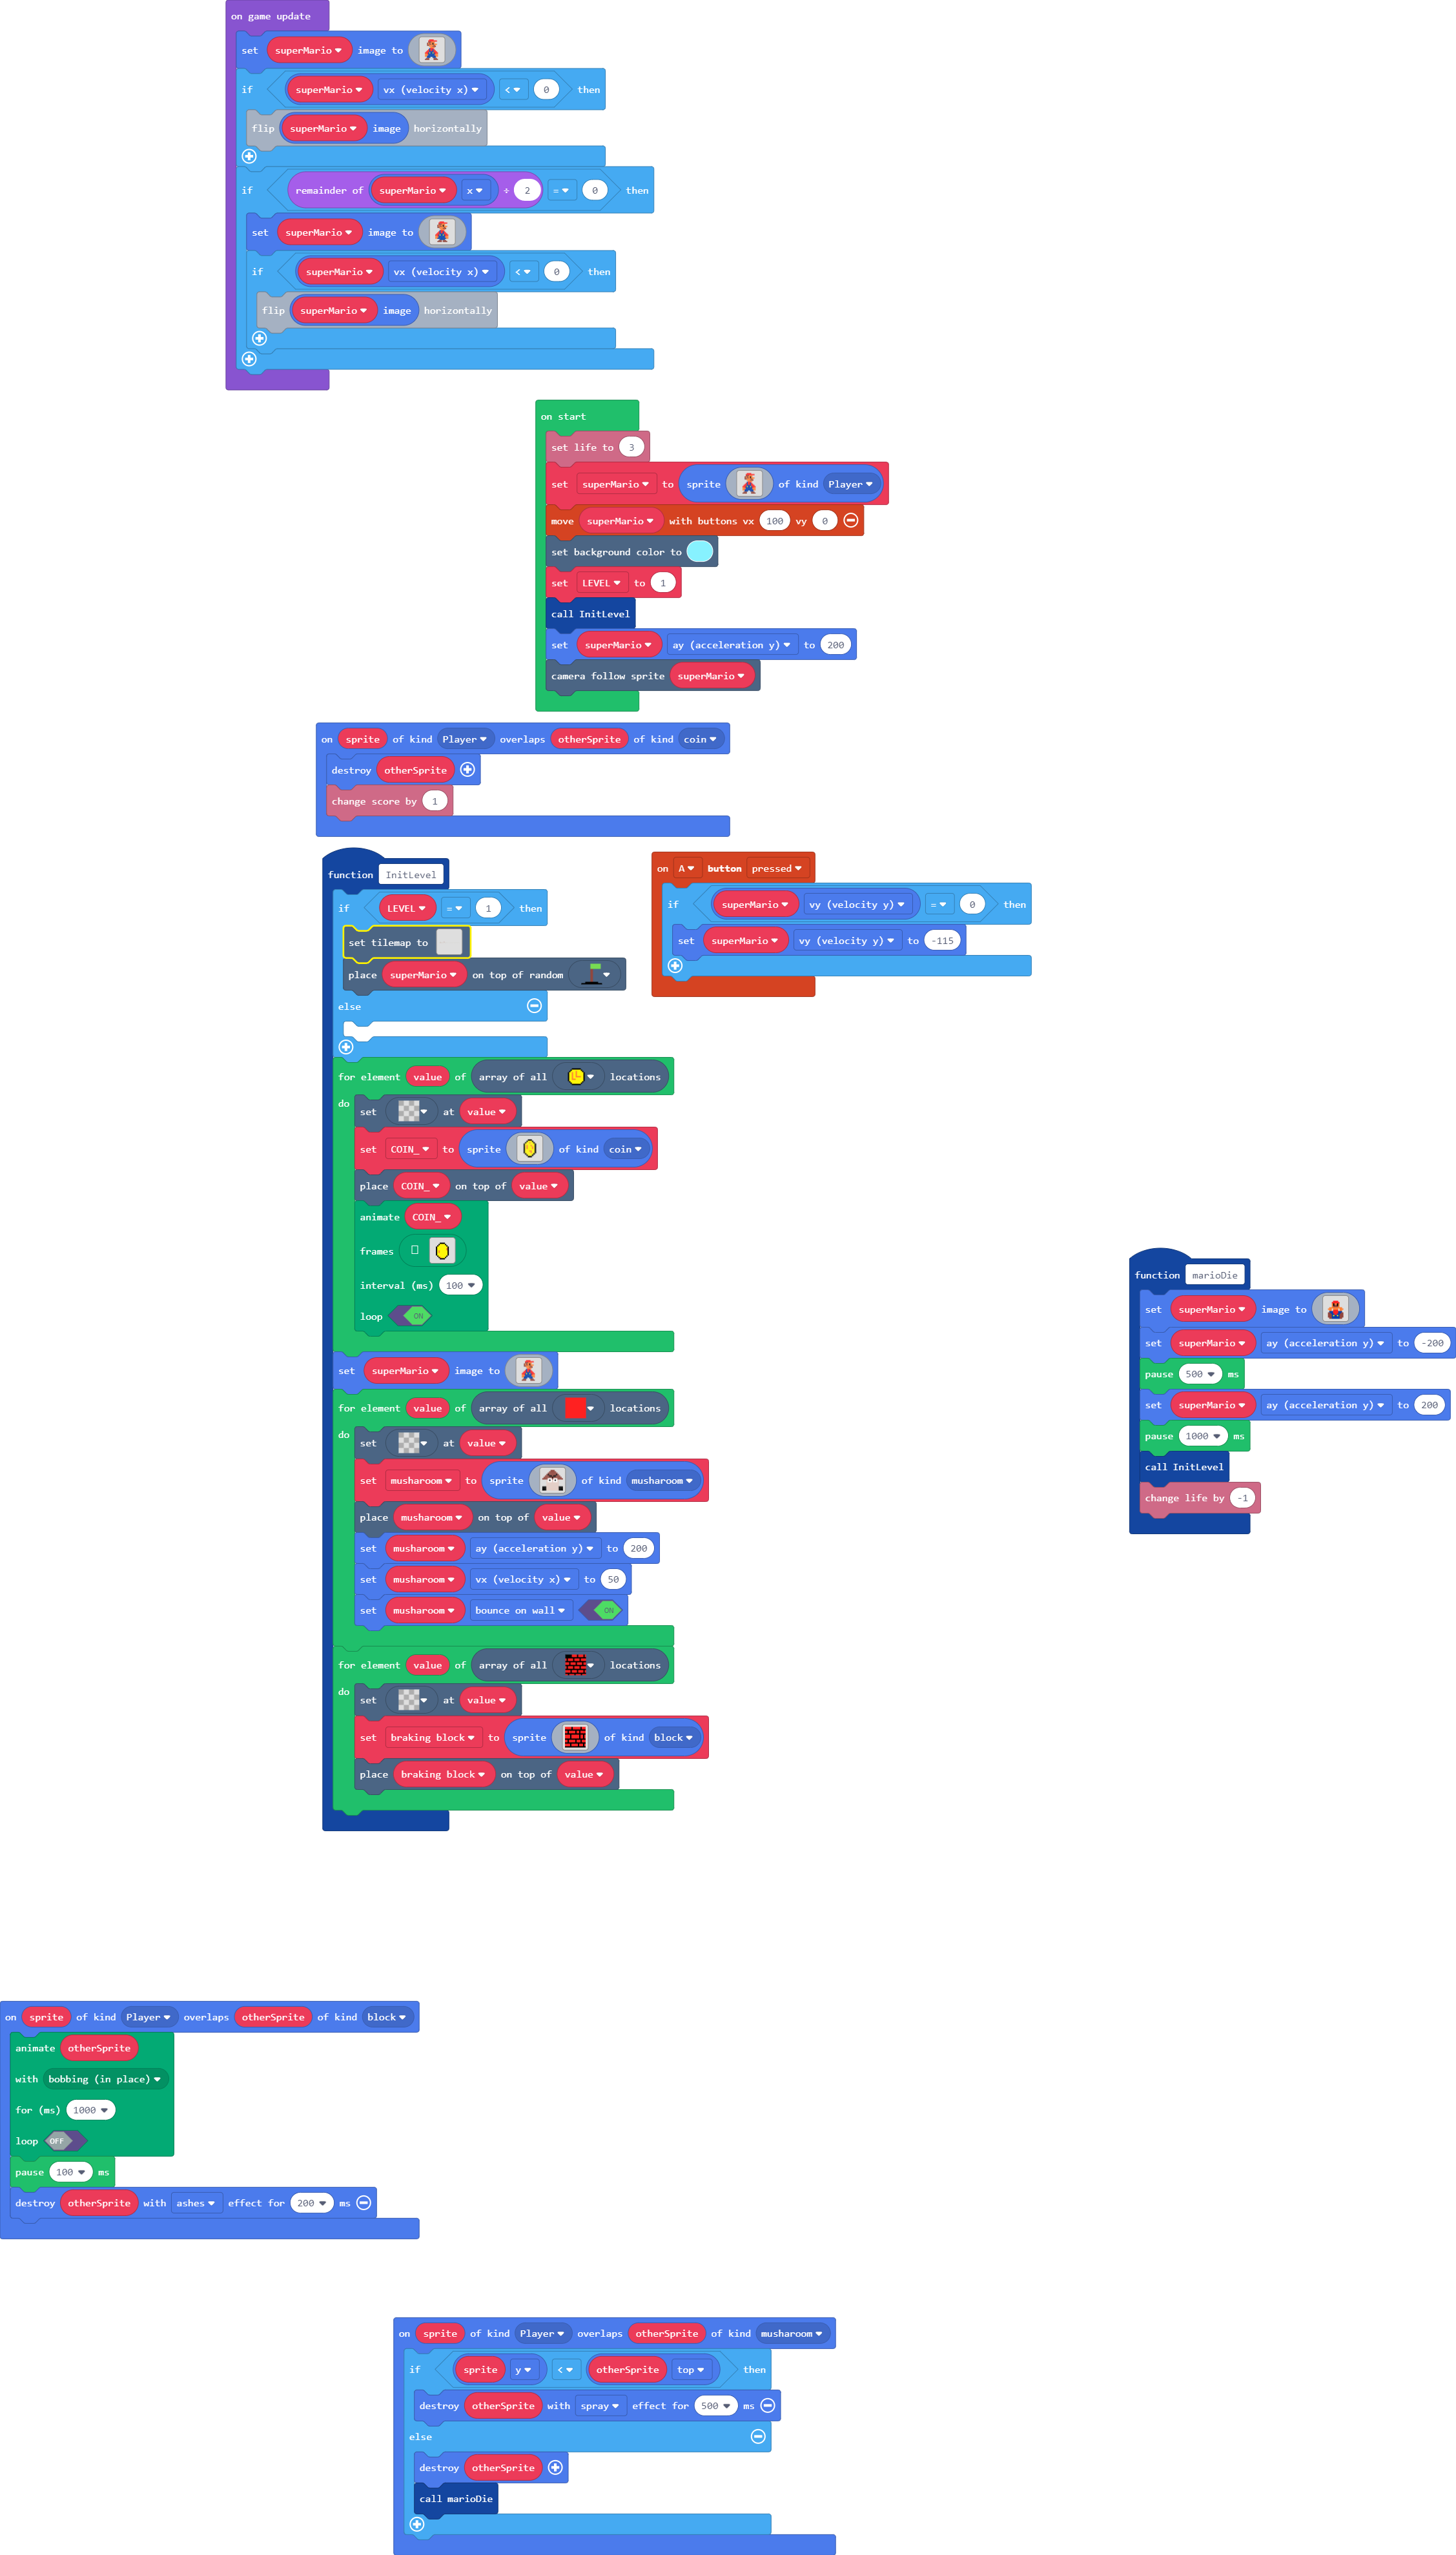 on game update
set superMario image to
if superMario vx (velocity x) < 0 then
flip superMario image horizontally
if remainder of superMario x ÷ 2 = 0 then
set superMario image to
if superMario vx (velocity x) < 0 then
flip superMario image horizontally
on start
set life to 3
set superMario to sprite of kind Player
move superMario with buttons vx 100 vy 0
set background color to
set LEVEL to 1
call InitLevel
set superMario ay (acceleration y) to 200
camera follow sprite superMario
on sprite of kind Player overlaps otherSprite of kind coin
destroy otherSprite
change score by 1
function InitLevel
if LEVEL = 1 then
set tilemap to
place superMario on top of random
else
for element value of array of all locations
do set at value
set COIN_ to sprite of kind coin
place COIN_ on top of value
animate COIN_
frames
interval (ms) 100
loop ON
set superMario image to
for element value of array of all locations
do set at value
set musharoom to sprite of kind musharoom
place musharoom on top of value
set musharoom ay (acceleration y) to 200
set musharoom vx (velocity x) to 50
set musharoom bounce on wall ON
for element value of array of all locations
do set at value
set braking block to sprite of kind block
place braking block on top of value
on A button pressed
if superMario vy (velocity y) = 0 then
set superMario vy (velocity y) to -115
function marioDie
set superMario image to
set superMario ay (acceleration y) to -200
pause 500 ms
set superMario ay (acceleration y) to 200
pause 1000 ms
call InitLevel
change life by -1
on sprite of kind Player overlaps otherSprite of kind block
animate otherSprite
with bobbing (in place)
for (ms) 1000
loop OFF
pause 100 ms
destroy otherSprite with ashes effect for 200 ms
on sprite of kind Player overlaps otherSprite of kind musharoom
if sprite y < otherSprite top then
destroy otherSprite with spray effect for 500 ms
else
destroy otherSprite
call marioDie